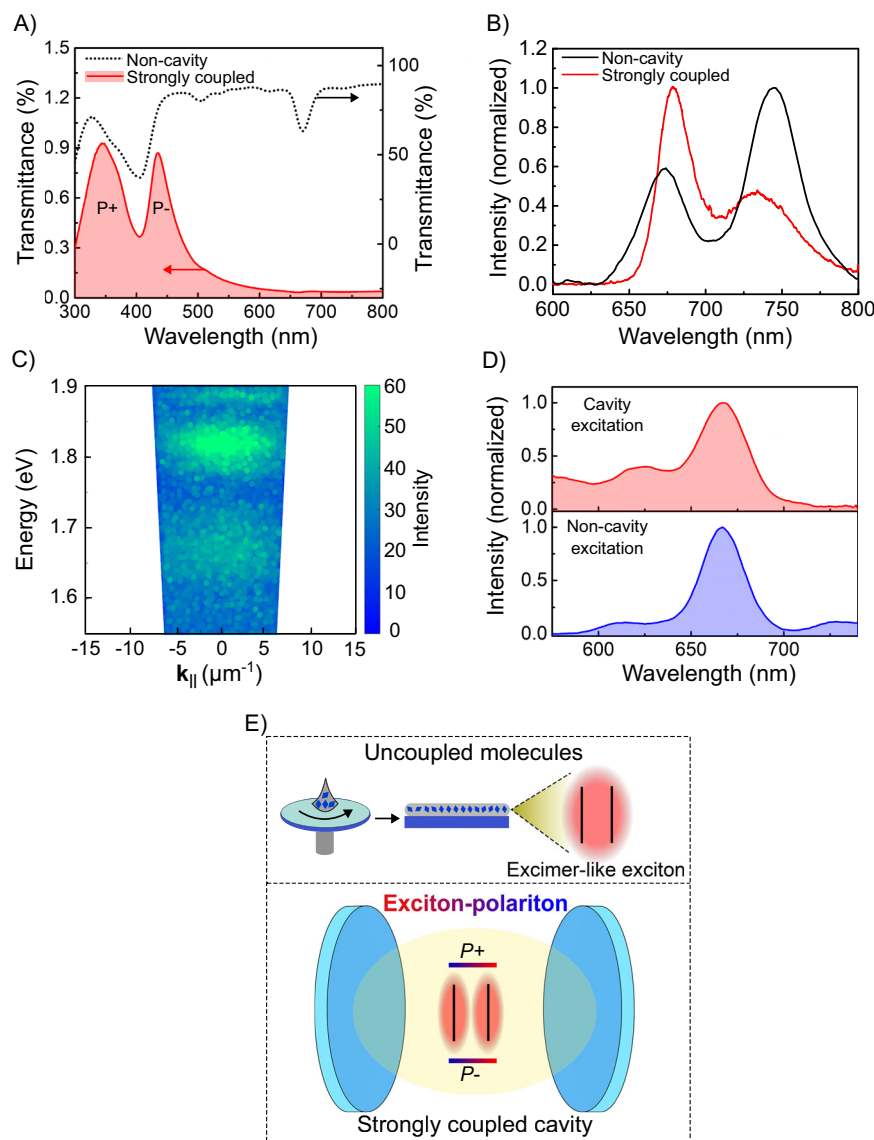 A)
Non-cavity
Strongly coupled
Transmittance (%)
1.5
1.2
0.9
0.6
0.3
0.0
P+
P-
100
50
0
Transmittance (%)
300 400 500 600 700 800
Wavelength (nm)
B)
Non-cavity
Strongly coupled
Intensity (normalized)
1.2
1.0
0.8
0.6
0.4
0.2
0.0
600 650 700 750 800
Wavelength (nm)
C)
Energy (eV)
1.9
1.8
1.7
1.6
-15 -10 -5 0 5 10 15
k|| (µm⁻¹)
60
50
40
30
20
10
0
Intensity
D)
Intensity (normalized)
Cavity
excitation
1.0
0.5
0.0
Non-cavity
excitation
1.0
0.5
0.0
600 650 700
Wavelength (nm)
E)
Uncoupled molecules
Excimer-like exciton
Exciton-polariton
P+
P-
Strongly coupled cavity